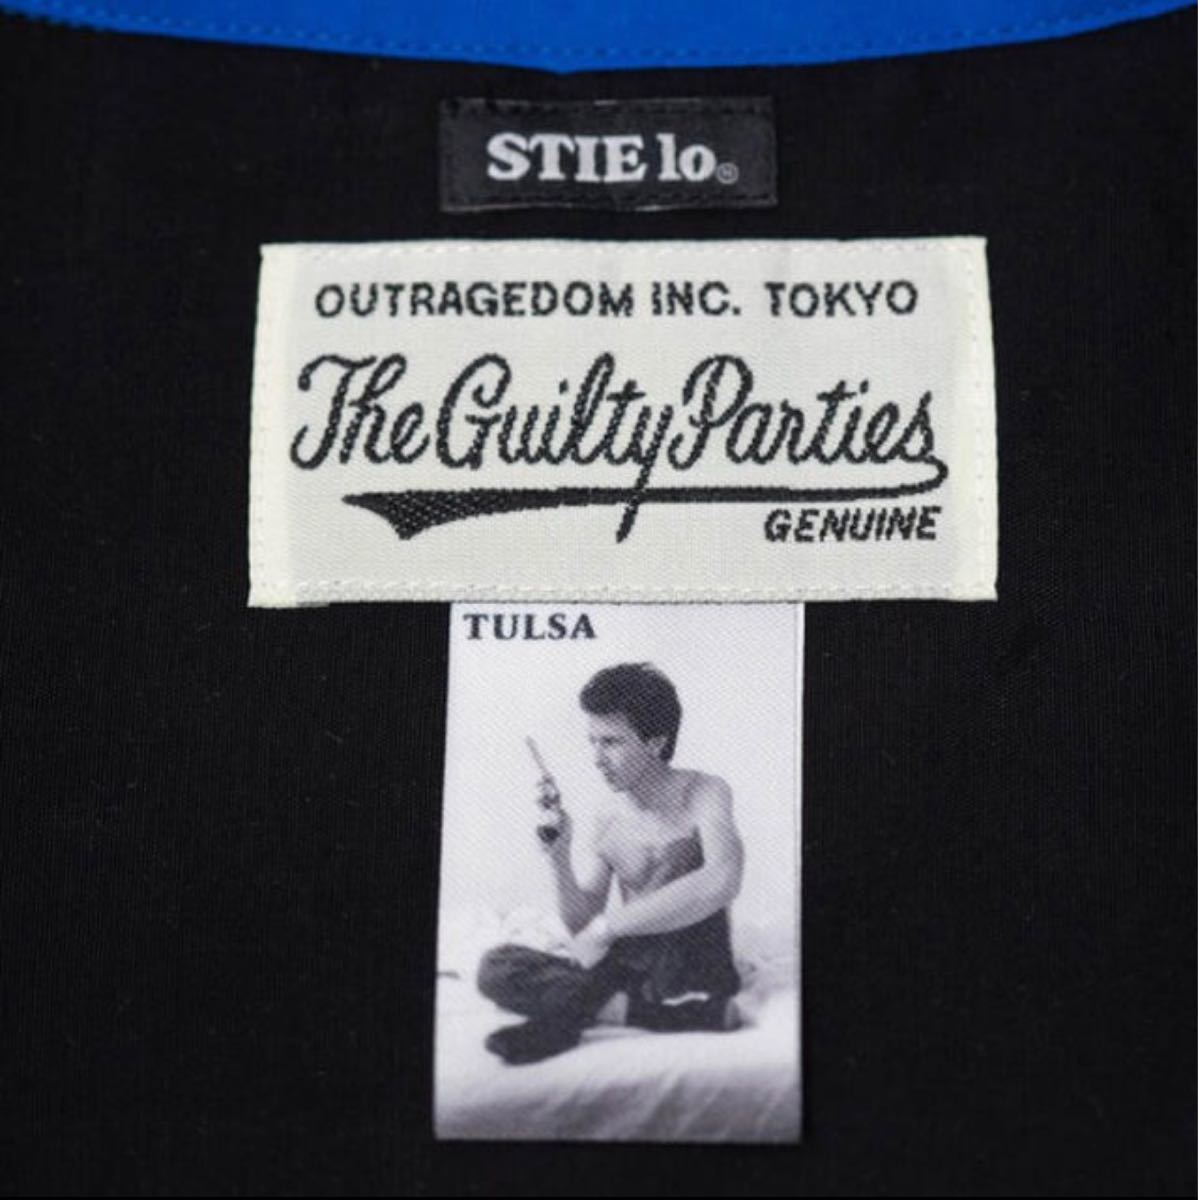 STIE lo®
OUTRAGEDOM INC. TOKYO
The Guilty Parties
GENUINE
TULSA